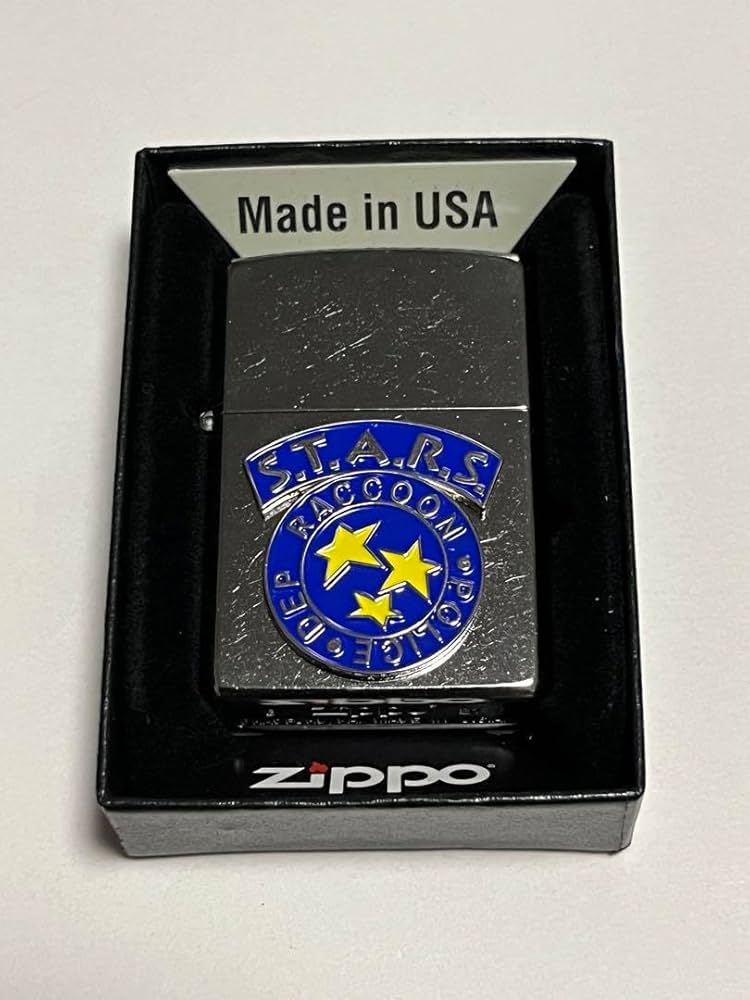 Made in USA
S.T.A.R.S.
RACCOON • POLICE • DEP
zippo